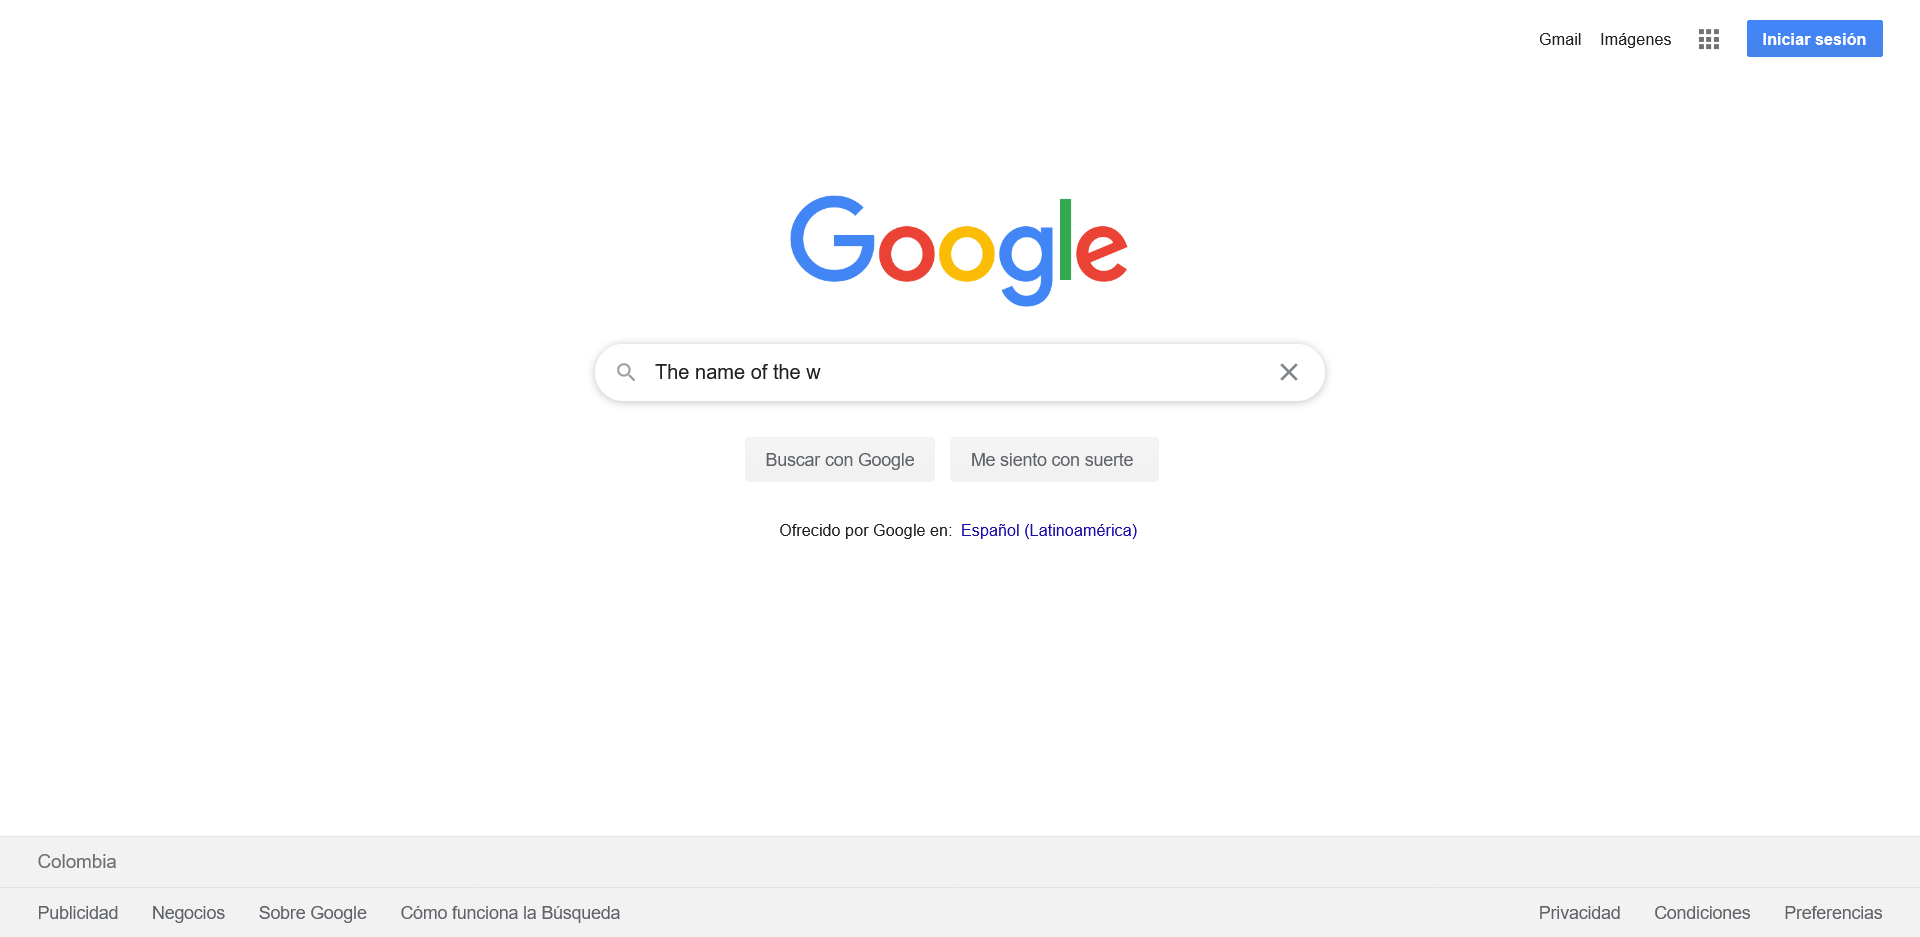 Gmail Imágenes Iniciar sesión
Google
The name of the w
Buscar con Google Me siento con suerte
Ofrecido por Google en: Español (Latinoamérica)
Colombia
Publicidad Negocios Sobre Google Cómo funciona la Búsqueda Privacidad Condiciones Preferencias